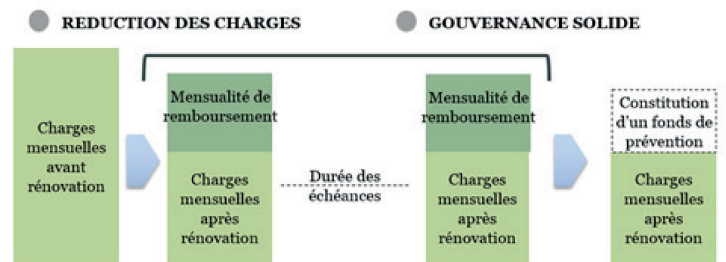 REDUCTION DES CHARGES
GOUVERNANCE SOLIDE
Charges
mensuelles
avant
rénovation
Mensualité de
remboursement
Charges
mensuelles
après
rénovation
Durée des
échéances
Mensualité de
remboursement
Charges
mensuelles
après
rénovation
Constitution
d'un fonds de
prévention
Charges
mensuelles
après
rénovation